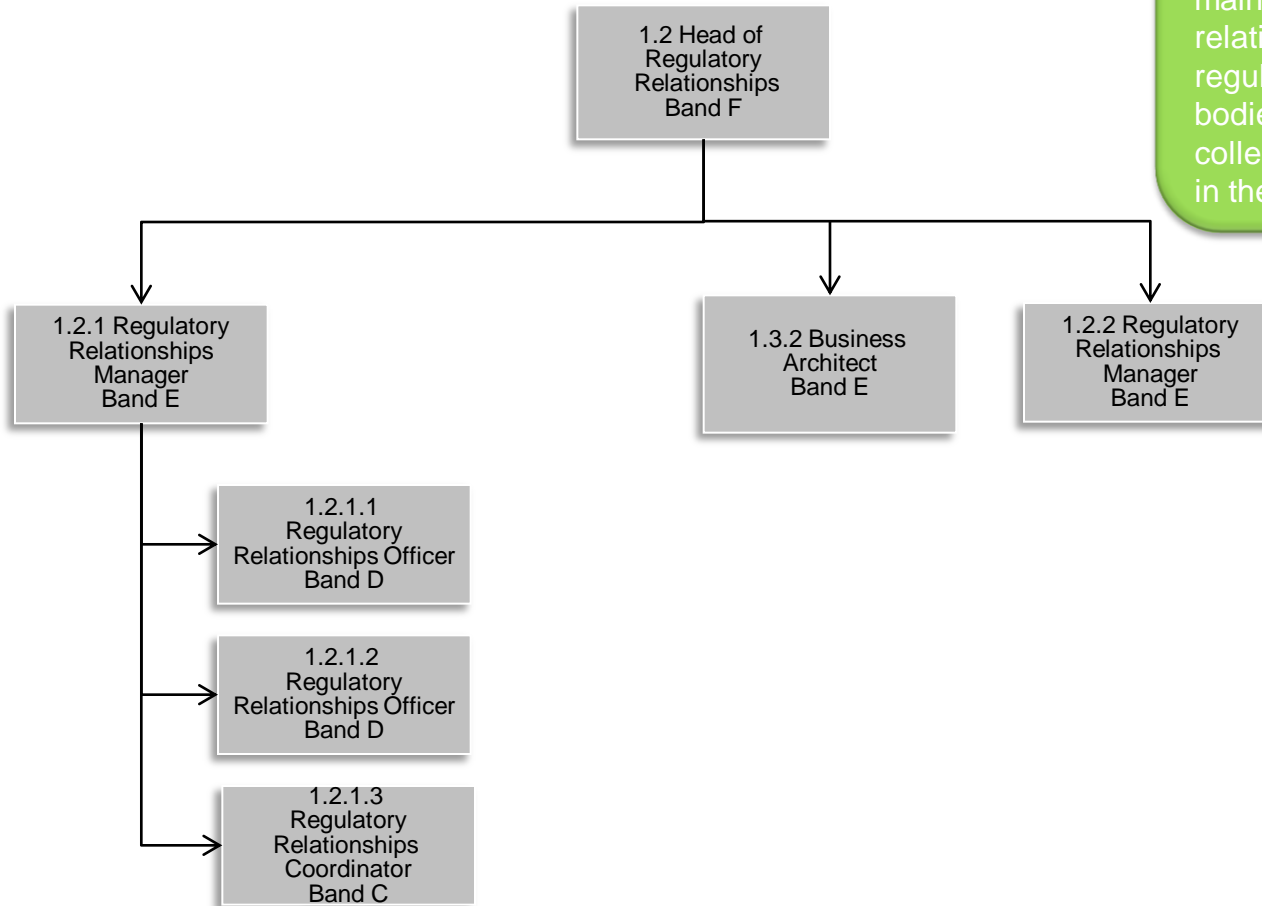 1.2 Head of
Regulatory
Relationships
Band F
in the
1.2.1 Regulatory
Relationships
Manager
Band E
1.3.2 Business
Architect
Band E
1.2.2 Regulatory
Relationships
Manager
Band E
1.2.1.1
Regulatory
Relationships Officer
Band D
1.2.1.2
Regulatory
Relationships Officer
Band D
1.2.1.3
Regulatory
Relationships
Coordinator
Band C